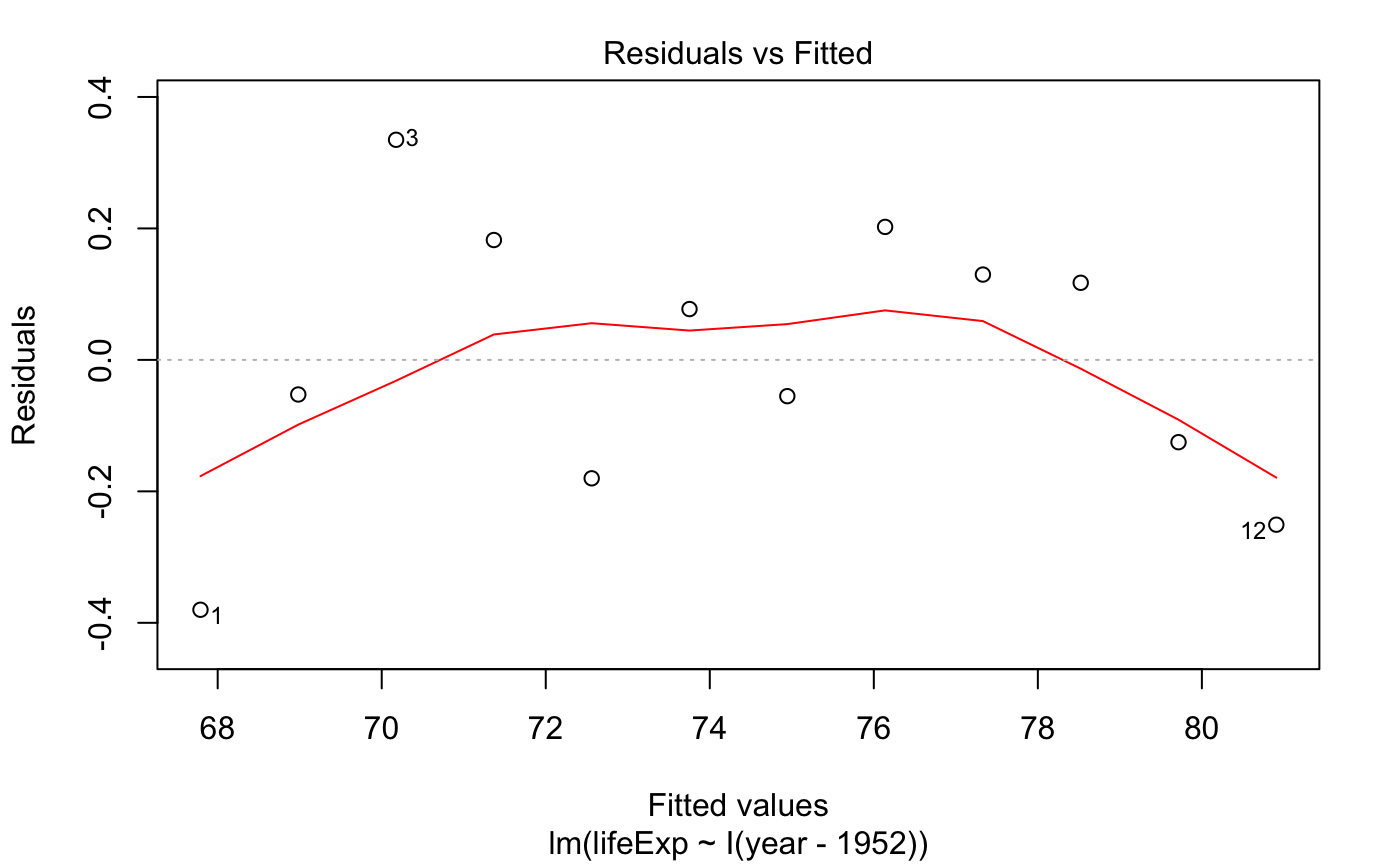 Residuals vs Fitted
Residuals
0.4
0.2
0.0
-0.2
-0.4
3
12
1
68 70 72 74 76 78 80
Fitted values
lm(lifeExp ~ I(year - 1952))